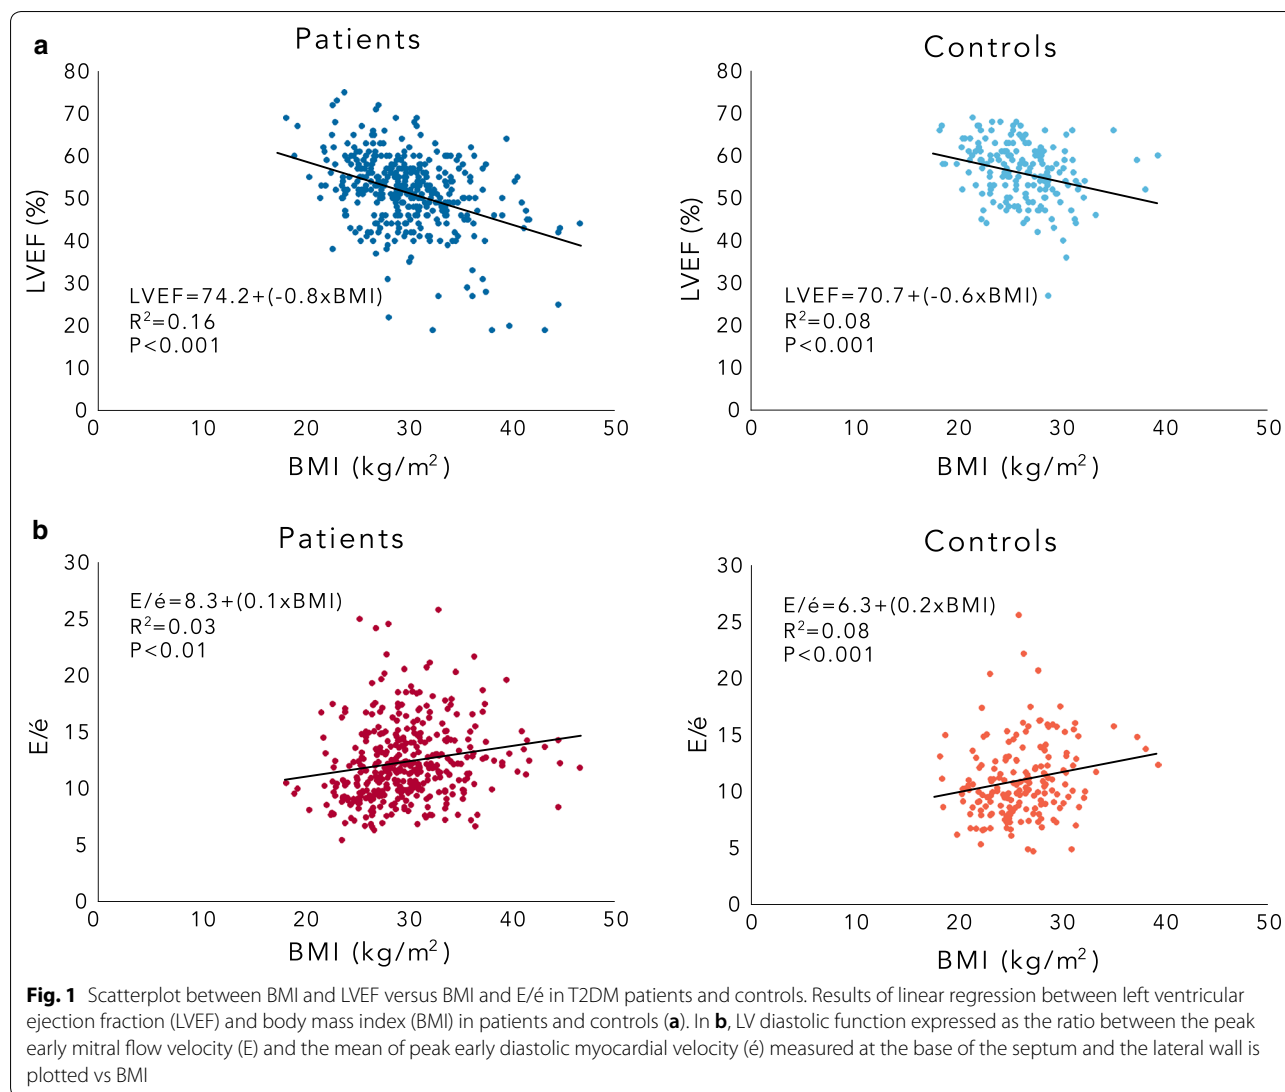 a
Patients
80
70
60
50
40
30
20
10
0
LVEF (%)
LVEF=74.2+(-0.8xBMI)
R²=0.16
P<0.001
0 10 20 30 40 50
BMI (kg/m²)
Controls
80
70
60
50
40
30
20
10
0
LVEF (%)
LVEF=70.7+(-0.6xBMI)
R²=0.08
P<0.001
0 10 20 30 40 50
BMI (kg/m²)
b
Patients
30
25
20
15
10
5
0
E/é
E/é=8.3+(0.1xBMI)
R²=0.03
P<0.01
0 10 20 30 40 50
BMI (kg/m²)
Controls
30
25
20
15
10
5
0
E/é
E/é=6.3+(0.2xBMI)
R²=0.08
P<0.001
0 10 20 30 40 50
BMI (kg/m²)
Fig. 1 Scatterplot between BMI and LVEF versus BMI and E/é in T2DM patients and controls. Results of linear regression between left ventricular
ejection fraction (LVEF) and body mass index (BMI) in patients and controls (a). In b, LV diastolic function expressed as the ratio between the peak
early mitral flow velocity (E) and the mean of peak early diastolic myocardial velocity (é) measured at the base of the septum and the lateral wall is
plotted vs BMI